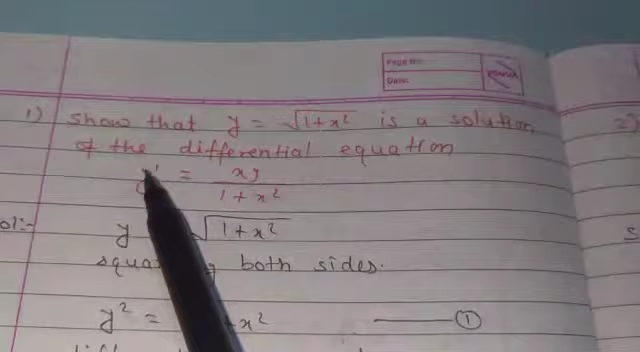 Page No:
Date:
1) Show that y = √1+x² is a solution 2)
of the differential equation
y' = xy / 1+x²
sol:- y √1+x² s
both sides.
y² = x² ——— ①